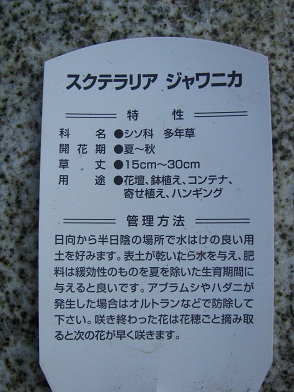 スクテラリア ジャワニカ
特性
科名●シソ科 多年草
開花期●夏〜秋
草丈●15cm〜30cm
用途●花壇、鉢植え、コンテナ、
寄せ植え、ハンギング
管理方法
日向から半日陰の場所で水はけの良い用
土を好みます。表土が乾いたら水を与え、肥
料は緩効性のものを夏を除いた生育期間に
与えると良いです。アブラムシやハダニが
発生した場合はオルトランなどで防除して
下さい。咲き終わった花は花穂ごと摘み取
ると次の花が早く咲きます。